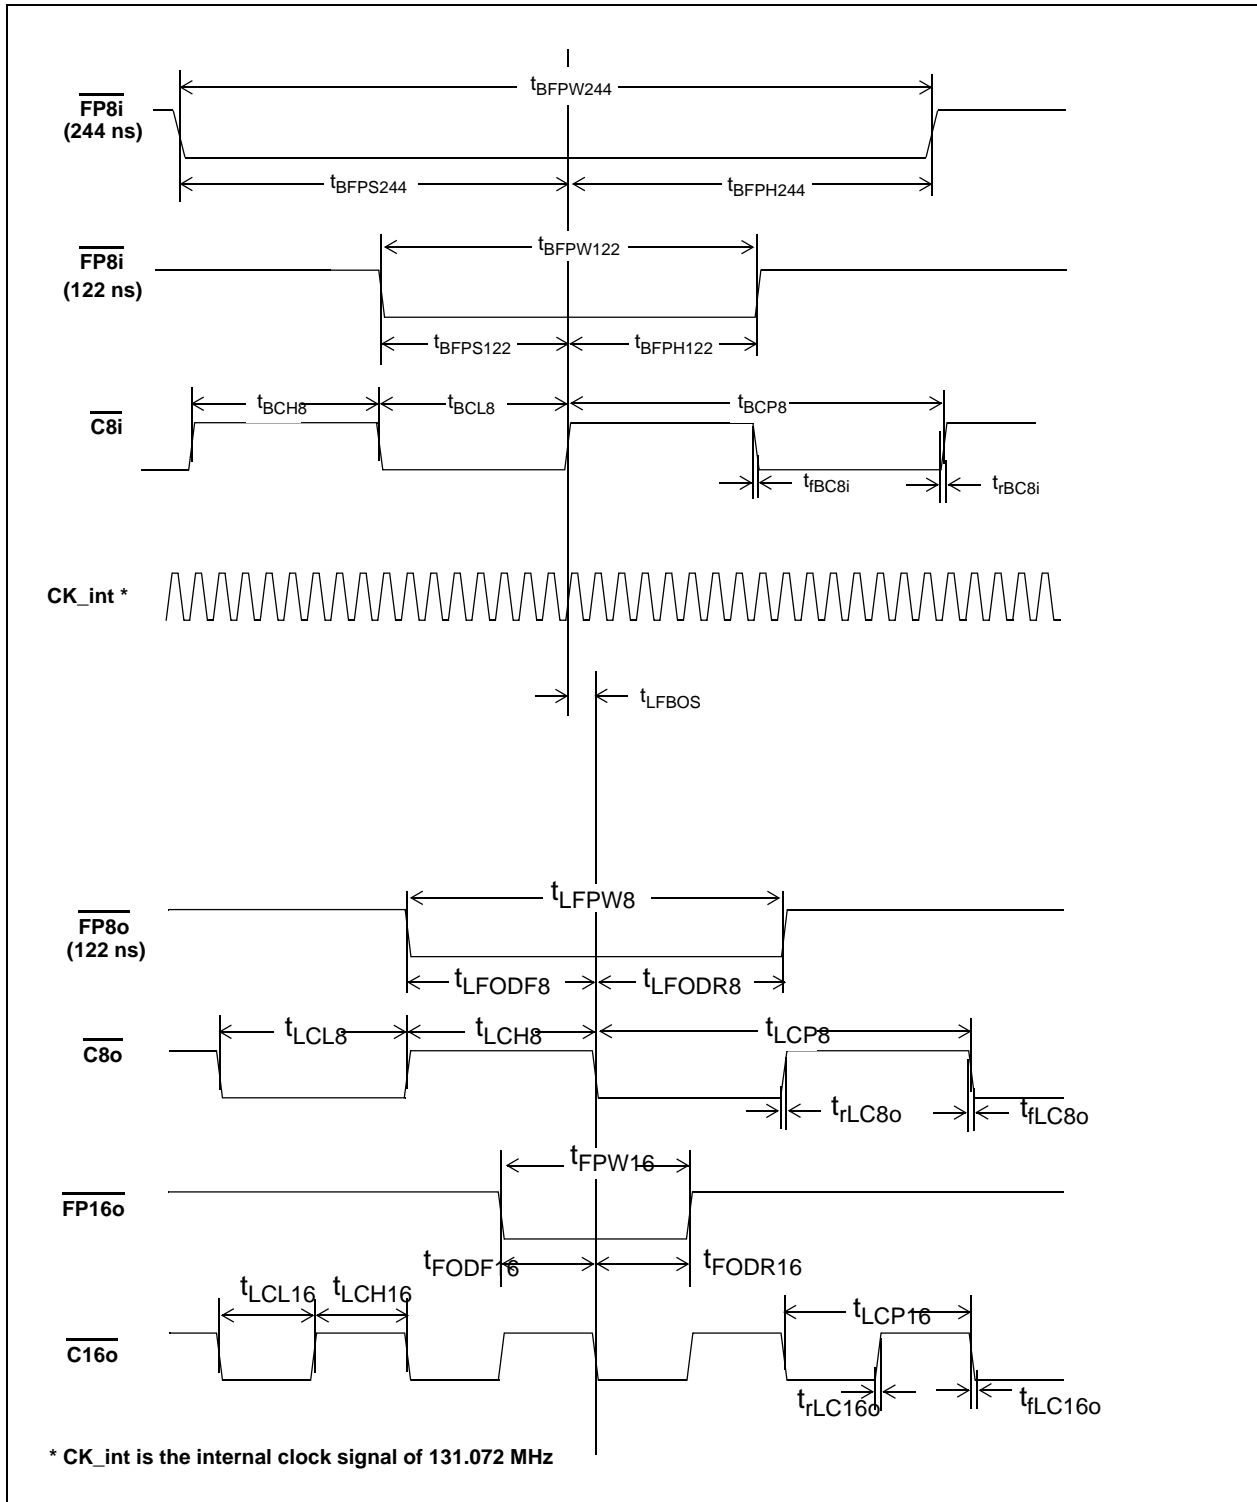 tBFPW244
FP8i
(244 ns)
tBFPS244
tBFPH244
tBFPW122
FP8i
(122 ns)
tBFPS122
tBFPH122
tBCH8
tBCL8
tBCP8
C8i
tfBC8i
trBC8i
CK_int *
tLFBOS
tLFPW8
FP8o
(122 ns)
tLFODF8
tLFODR8
tLCL8
tLCH8
tLCP8
C8o
trLC8o
tfLC8o
tFPW16
FP16o
tFODR16
tLCL16
tLCH16
tLCP16
C16o
trLC16o
tfLC16o
* CK_int is the internal clock signal of 131.072 MHz